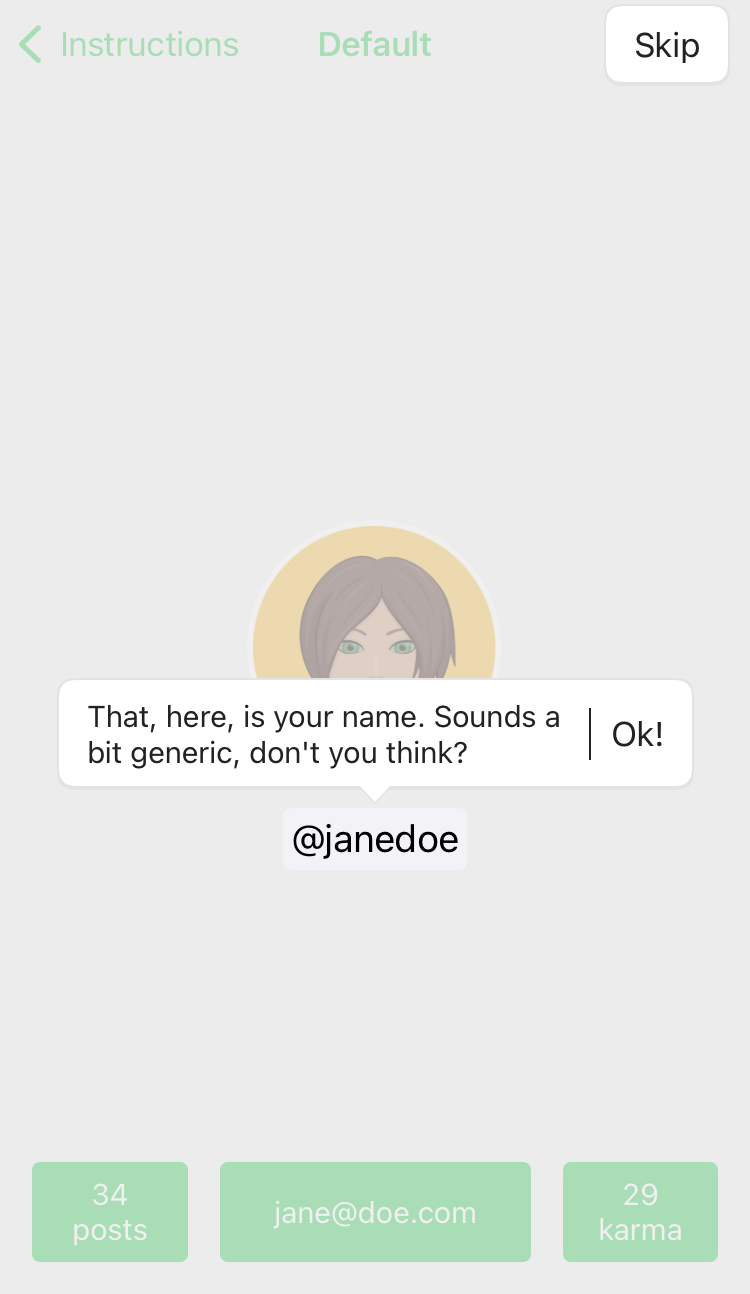 Instructions
Default
Skip
That, here, is your name. Sounds a
bit generic, don't you think?
Ok!
@janedoe
34
posts
jane@doe.com
29
karma